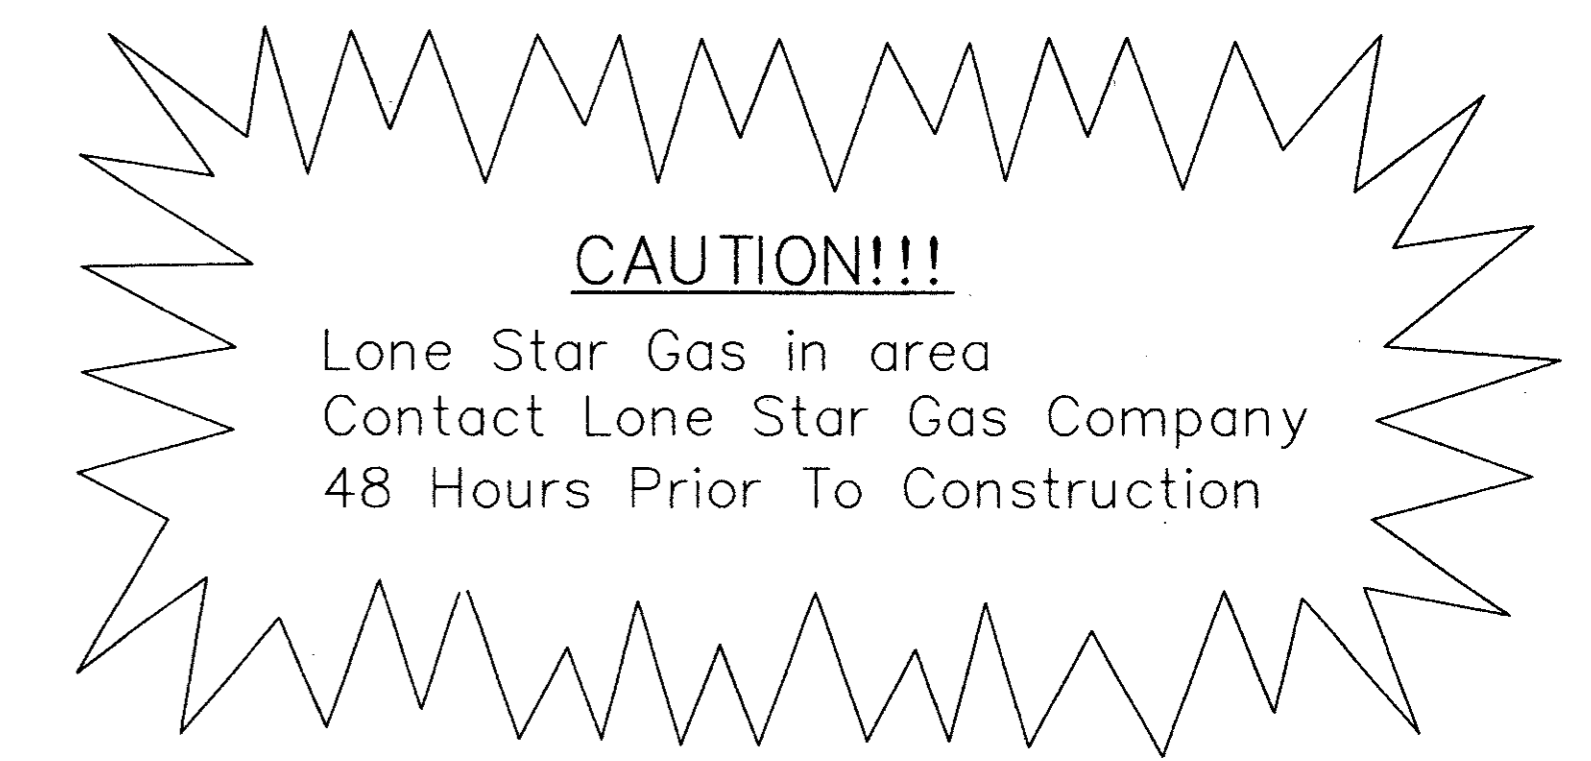 CAUTION!!!
Lone Star Gas in area
Contact Lone Star Gas Company
48 Hours Prior To Construction